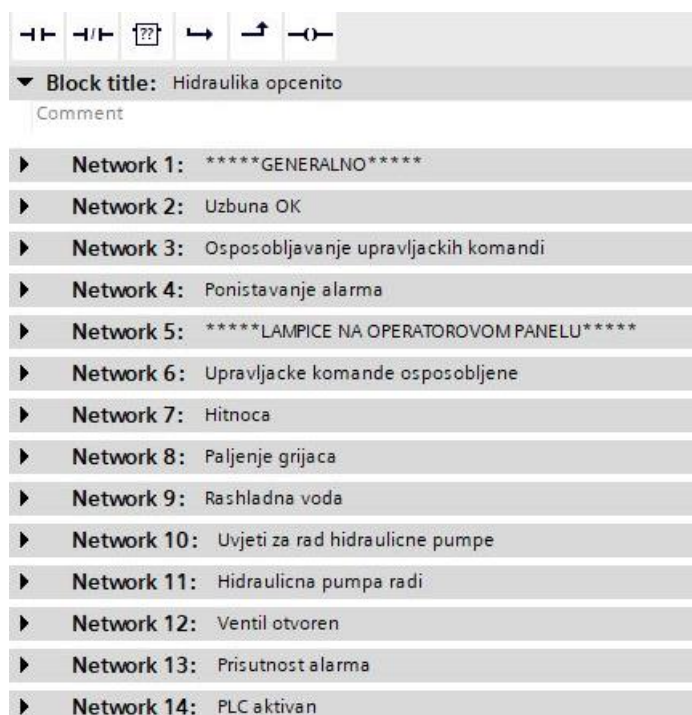 ??
Block title: Hidraulika opcenito
Comment
Network 1: *****GENERALNO*****
Network 2: Uzbuna OK
Network 3: Osposobljavanje upravljackih komandi
Network 4: Ponistavanje alarma
Network 5: *****LAMPICE NA OPERATOROVOM PANELU*****
Network 6: Upravljacke komande osposobljene
Network 7: Hitnoca
Network 8: Paljenje grijaca
Network 9: Rashladna voda
Network 10: Uvjeti za rad hidraulicne pumpe
Network 11: Hidraulicna pumpa radi
Network 12: Ventil otvoren
Network 13: Prisutnost alarma
Network 14: PLC aktivan